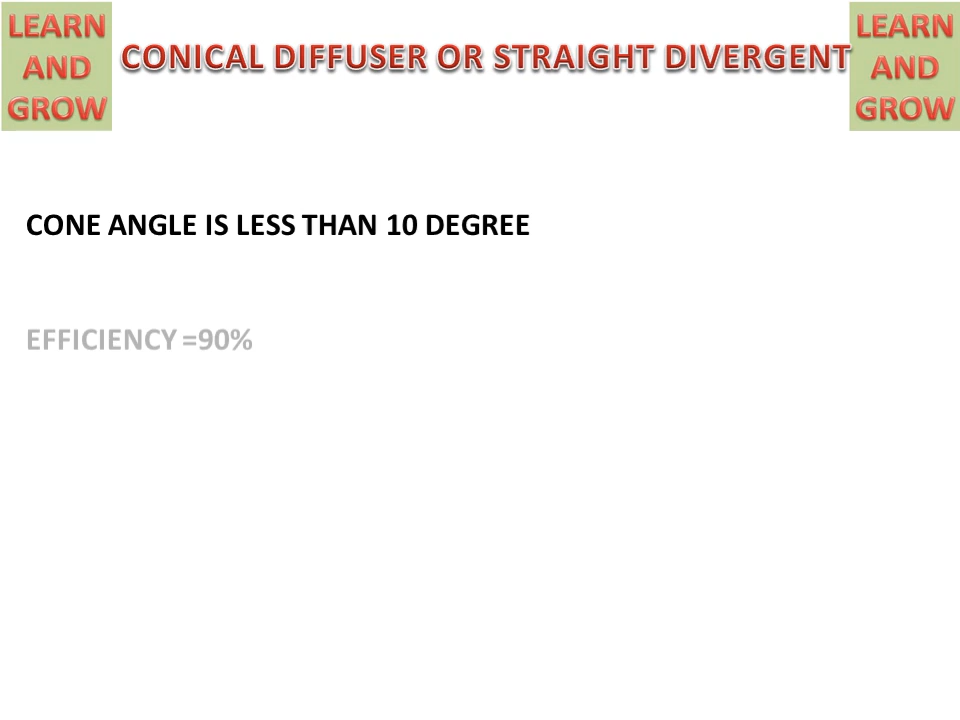 LEARN
AND
GROW
CONICAL DIFFUSER OR STRAIGHT DIVERGENT
LEARN
AND
GROW
CONE ANGLE IS LESS THAN 10 DEGREE
EFFICIENCY =90%